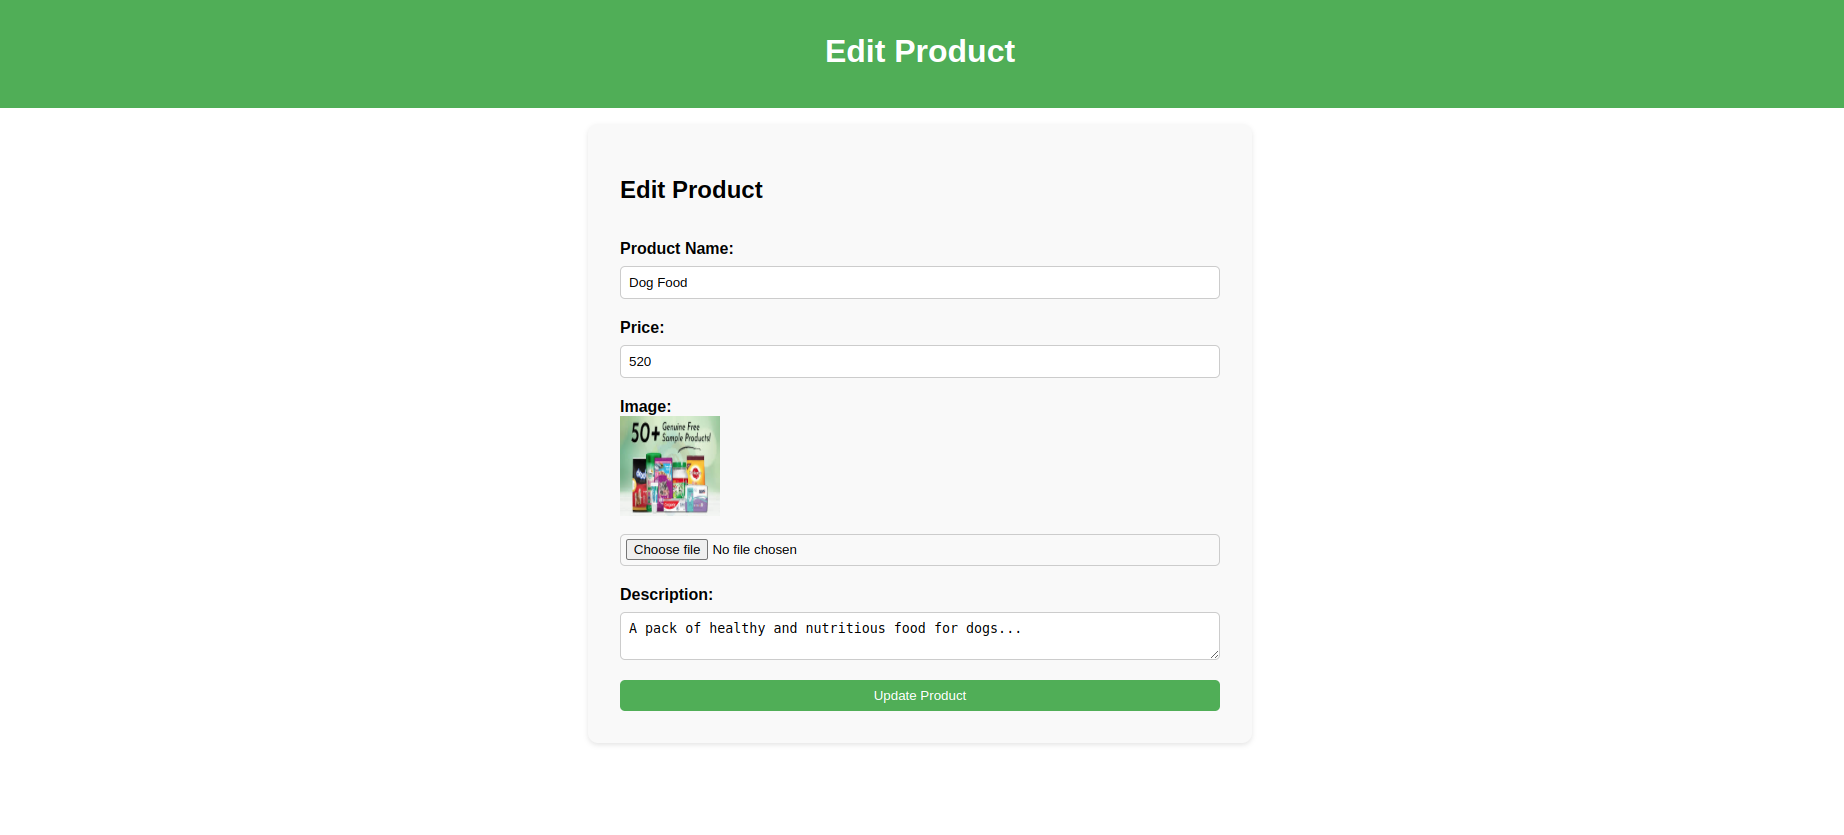 Edit Product
Edit Product
Product Name:
Dog Food
Price:
520
Image:
50+ Genuine Free
Sample Products!
Choose file No file chosen
Description:
A pack of healthy and nutritious food for dogs...
Update Product